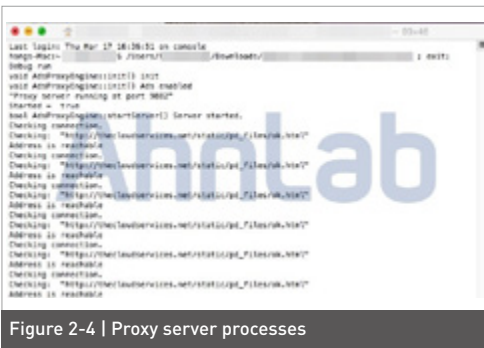 80×48
Last login: Thu Mar 17 16:36:51 on console
/Users/ /Downloads/ ; exit;
Debug run
void AdsProxyEngine::init() init
void AdsProxyEngine::init() Ads enabled
"Proxy server running at port 9882"
Started = true
bool AdsProxyEngine::startServer() Server started.
Checking connection.
Checking: "http://thecloudservices.net/static/pd_files/ok.html"
Address is reachable
Checking connection.
Checking: "http://thecloudservices.net/static/pd_files/ok.html"
Address is reachable
Checking connection.
Checking: "http://thecloudservices.net/static/pd_files/ok.html"
Address is reachable
Checking connection.
Checking: "http://thecloudservices.net/static/pd_files/ok.html"
Address is reachable
Checking connection.
Checking: "http://thecloudservices.net/static/pd_files/ok.html"
Address is reachable
Checking connection.
Checking: "http://thecloudservices.net/static/pd_files/ok.html"
Address is reachable
AhnLab
Figure 2-4 | Proxy server processes